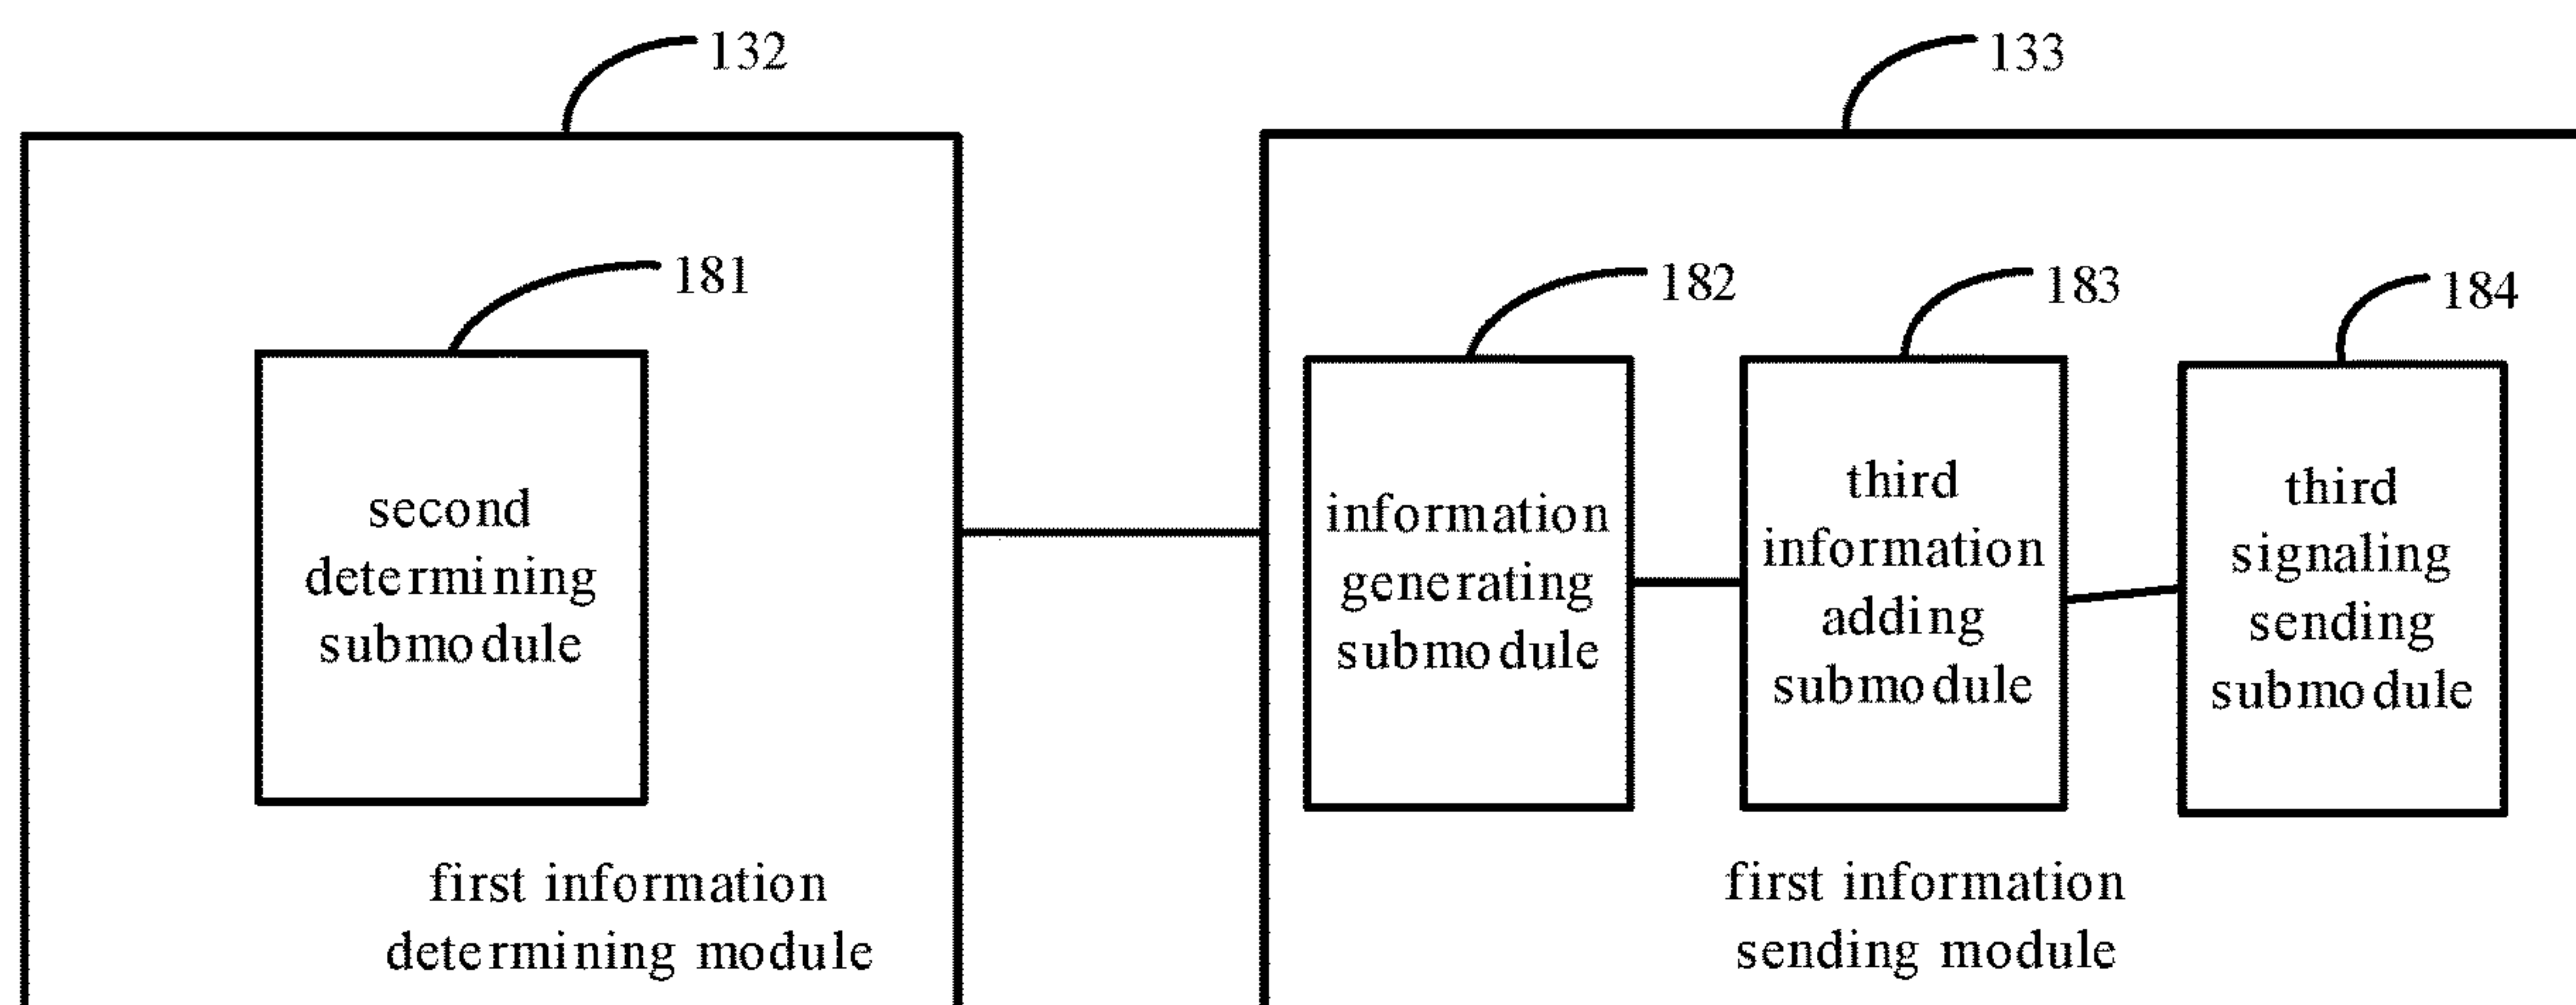 132
133
181
182
183
184
second
determining
submodule
information
generating
submodule
third
information
adding
submodule
third
signaling
sending
submodule
first information
determining module
first information
sending module